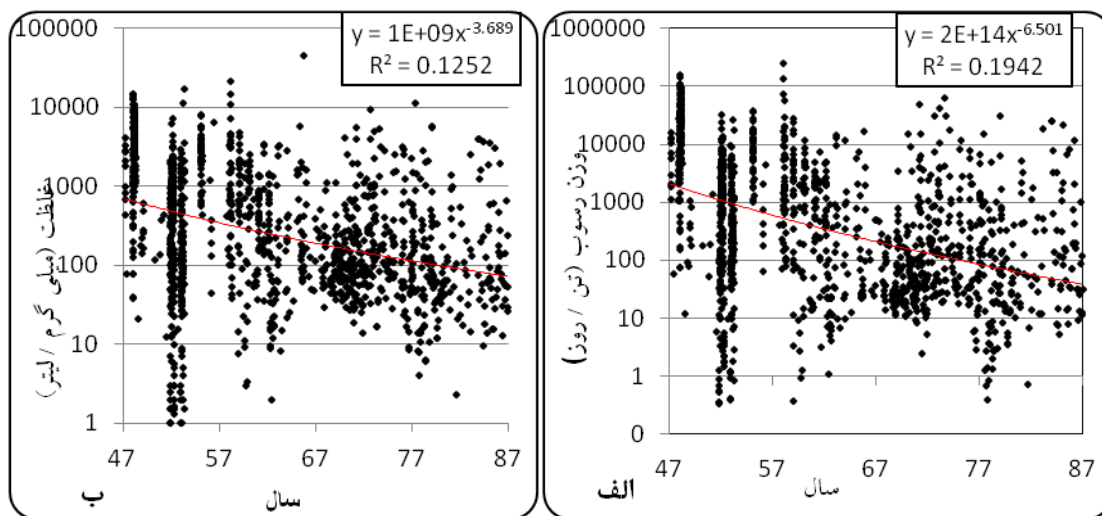 y = 1E+09x^-3.689
R² = 0.1252
100000
10000
1000
100
10
1
غلظت (میلی گرم / لیتر)
47 57 67 77 87
سال
ب
y = 2E+14x^-6.501
R² = 0.1942
1000000
100000
10000
1000
100
10
1
0
وزن رسوب (تن / روز)
47 57 67 77 87
سال
الف